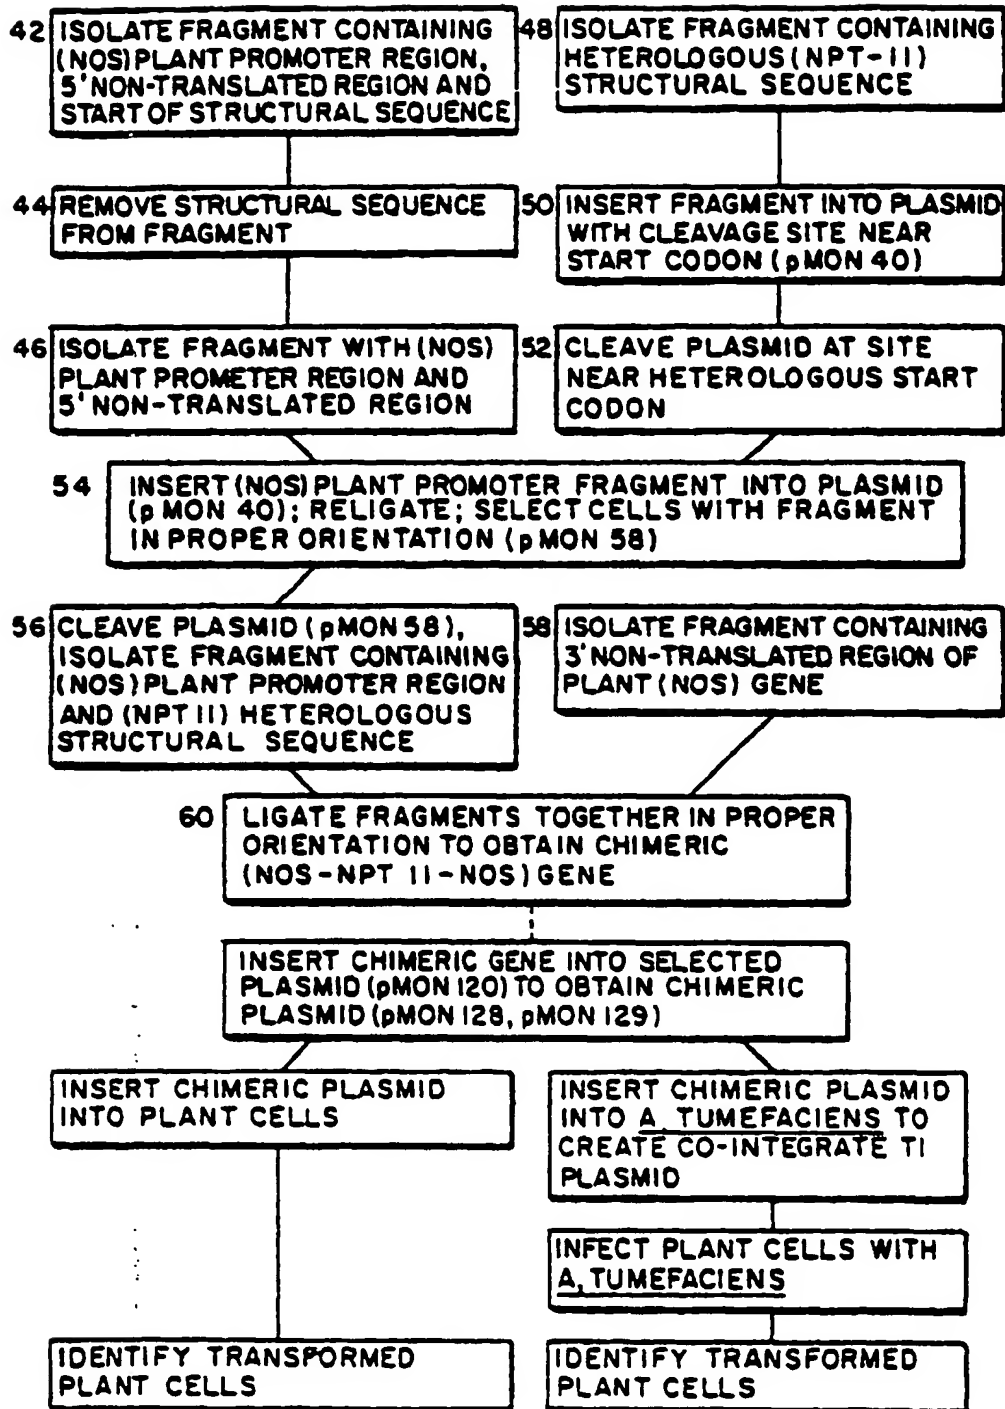 42 ISOLATE FRAGMENT CONTAINING
(NOS) PLANT PROMOTER REGION,
5' NON-TRANSLATED REGION AND
START OF STRUCTURAL SEQUENCE
48 ISOLATE FRAGMENT CONTAINING
HETEROLOGOUS (NPT-II)
STRUCTURAL SEQUENCE
44 REMOVE STRUCTURAL SEQUENCE
FROM FRAGMENT
50 INSERT FRAGMENT INTO PLASMID
WITH CLEAVAGE SITE NEAR
START CODON (pMON 40)
46 ISOLATE FRAGMENT WITH (NOS)
PLANT PROMETER REGION AND
5' NON-TRANSLATED REGION
52 CLEAVE PLASMID AT SITE
NEAR HETEROLOGOUS START
CODON
54 INSERT (NOS) PLANT PROMOTER FRAGMENT INTO PLASMID
(pMON 40); RELIGATE; SELECT CELLS WITH FRAGMENT
IN PROPER ORIENTATION (pMON 58)
56 CLEAVE PLASMID (pMON 58),
ISOLATE FRAGMENT CONTAINING
(NOS) PLANT PROMOTER REGION
AND (NPT II) HETEROLOGOUS
STRUCTURAL SEQUENCE
58 ISOLATE FRAGMENT CONTAINING
3' NON-TRANSLATED REGION OF
PLANT (NOS) GENE
60 LIGATE FRAGMENTS TOGETHER IN PROPER
ORIENTATION TO OBTAIN CHIMERIC
(NOS-NPT II-NOS) GENE
INSERT CHIMERIC GENE INTO SELECTED
PLASMID (pMON 120) TO OBTAIN CHIMERIC
PLASMID (pMON 128, pMON 129)
INSERT CHIMERIC PLASMID
INTO PLANT CELLS
INSERT CHIMERIC PLASMID
INTO A. TUMEFACIENS TO
CREATE CO-INTEGRATE TI
PLASMID
INFECT PLANT CELLS WITH
A, TUMEFACIENS
IDENTIFY TRANSFORMED
PLANT CELLS
IDENTIFY TRANSFORMED
PLANT CELLS